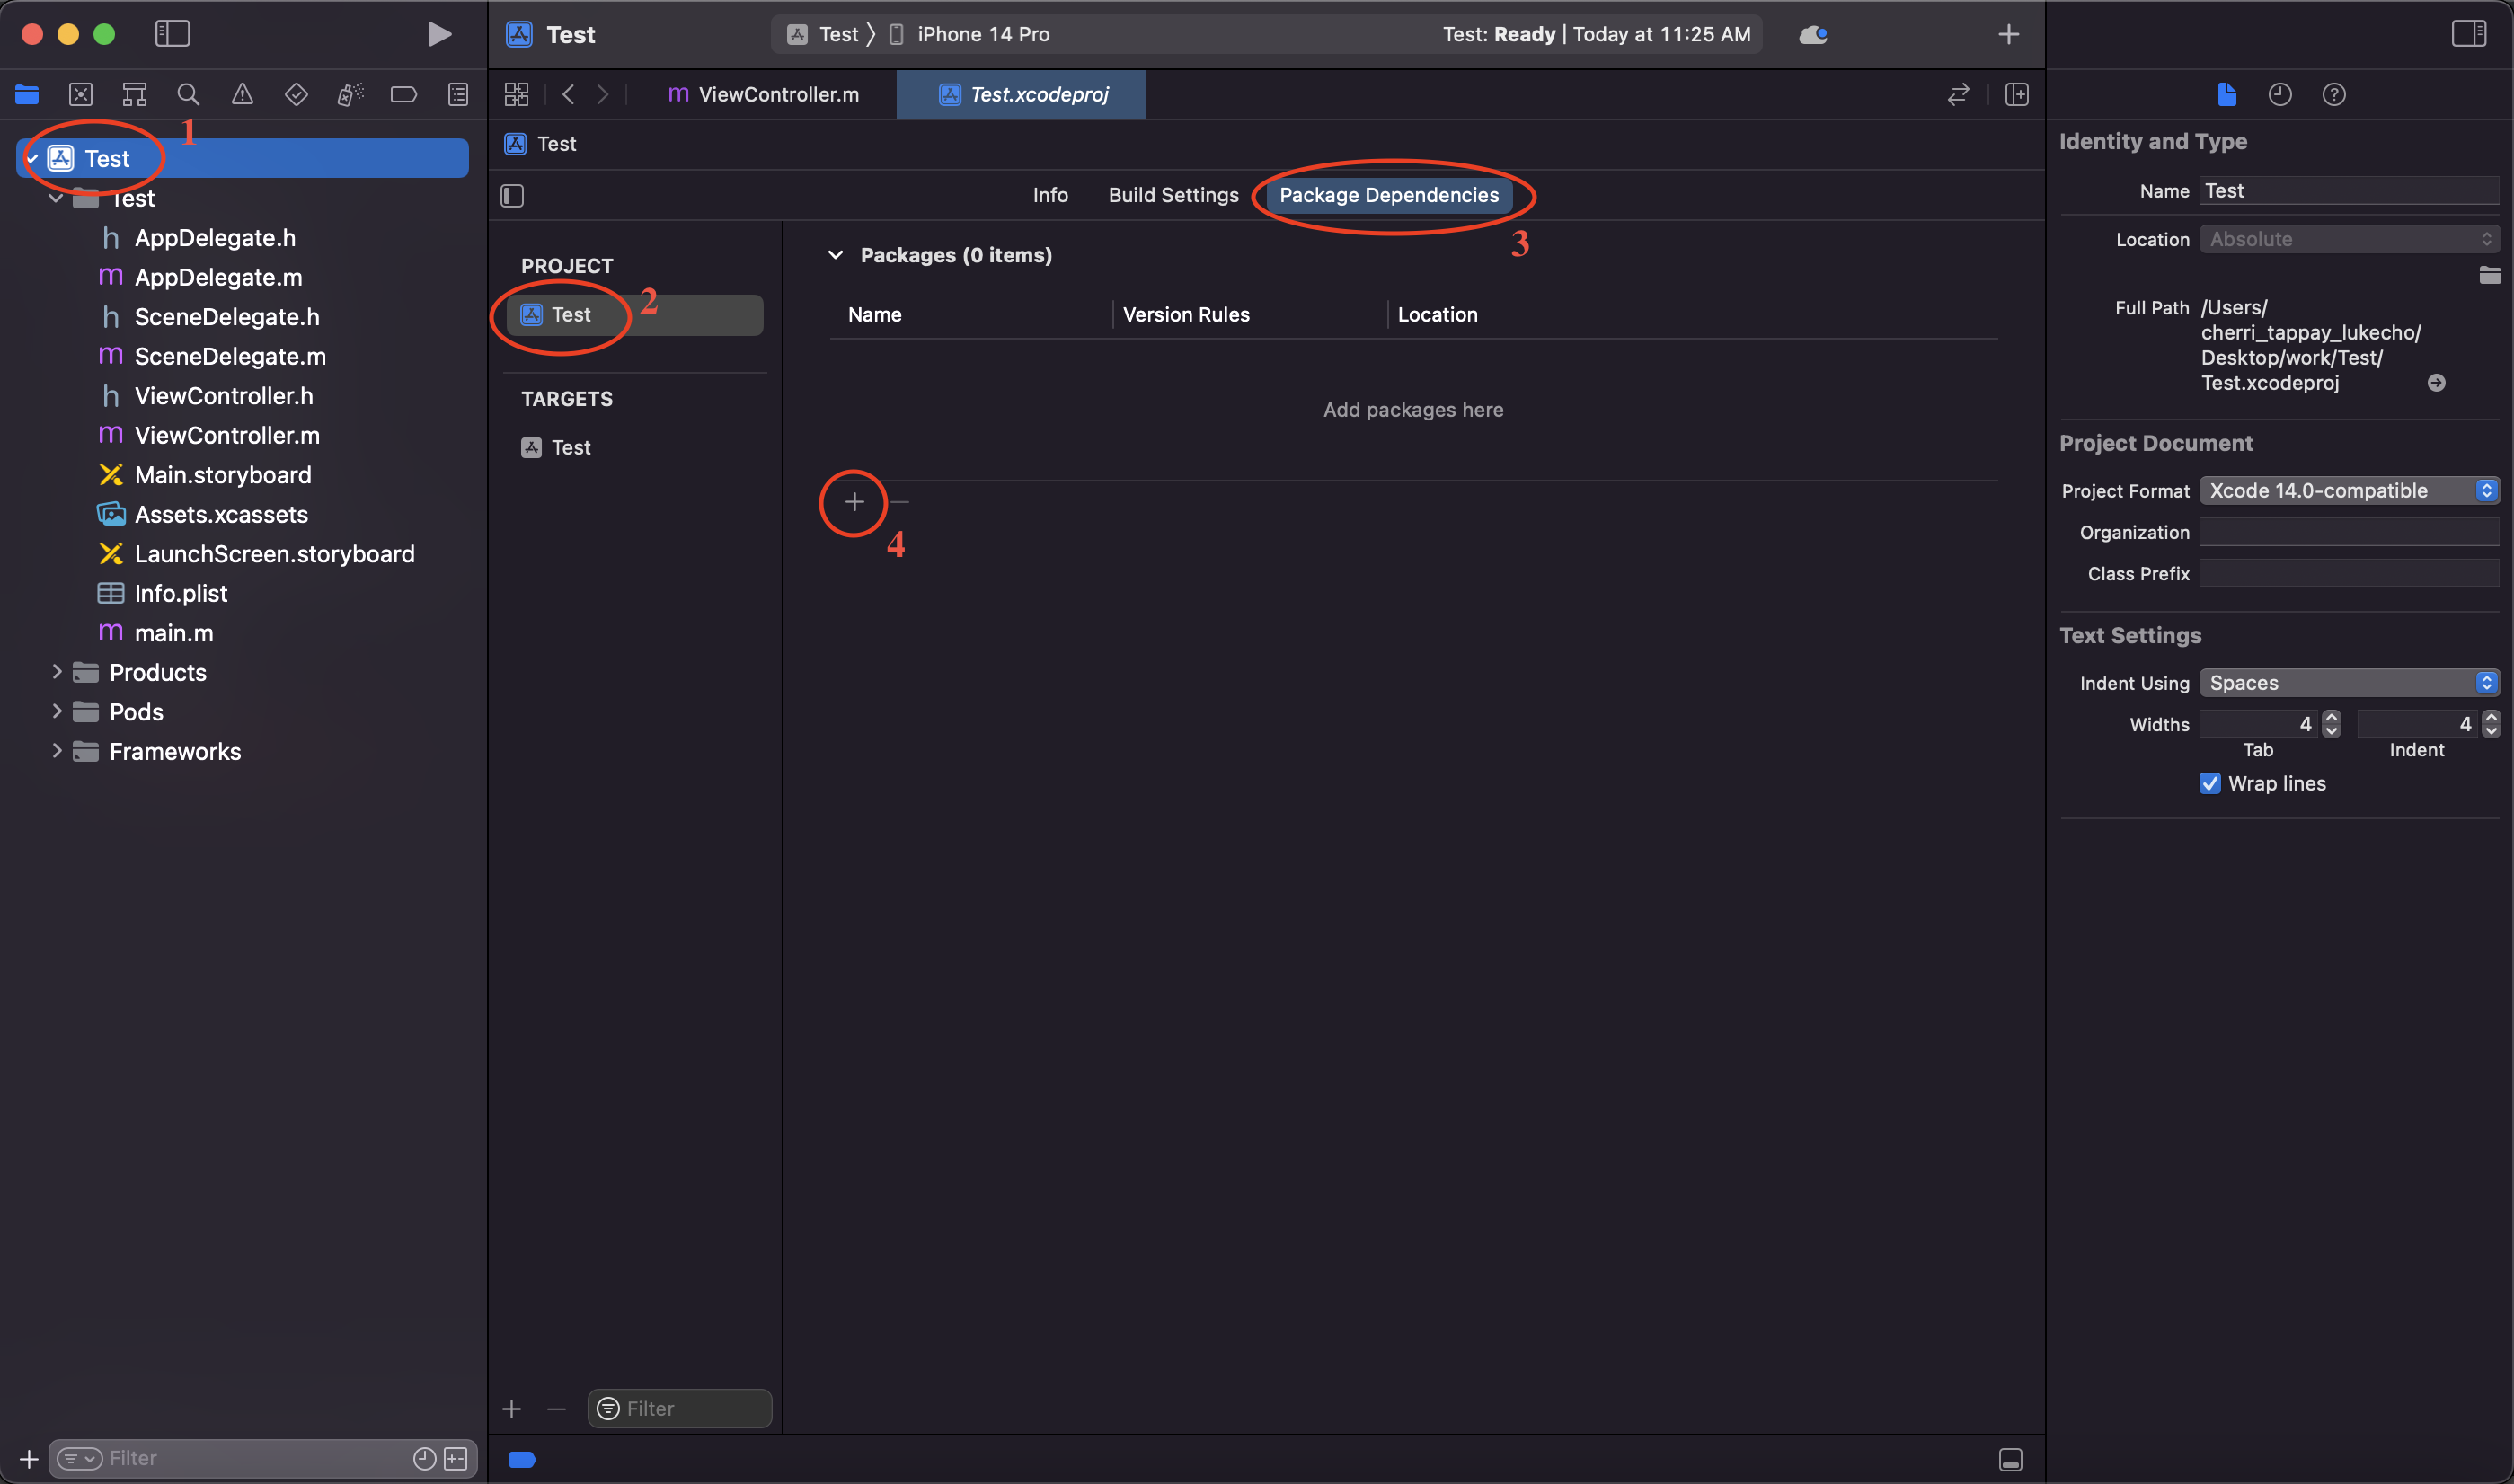 Test
Test
iPhone 14 Pro
Test: Ready | Today at 11:25 AM
ViewController.m
Test.xcodeproj
1
Test
Test
AppDelegate.h
AppDelegate.m
SceneDelegate.h
SceneDelegate.m
ViewController.h
ViewController.m
Main.storyboard
Assets.xcassets
LaunchScreen.storyboard
Info.plist
main.m
Products
Pods
Frameworks
Filter
Test
Info
Build Settings
Package Dependencies
3
PROJECT
Test
2
TARGETS
Test
Filter
Packages (0 items)
Name
Version Rules
Location
Add packages here
4
Identity and Type
Name
Test
Location
Absolute
Full Path
/Users/
cherri_tappay_lukecho/
Desktop/work/Test/
Test.xcodeproj
Project Document
Project Format
Xcode 14.0-compatible
Organization
Class Prefix
Text Settings
Indent Using
Spaces
Widths
4
4
Tab
Indent
Wrap lines